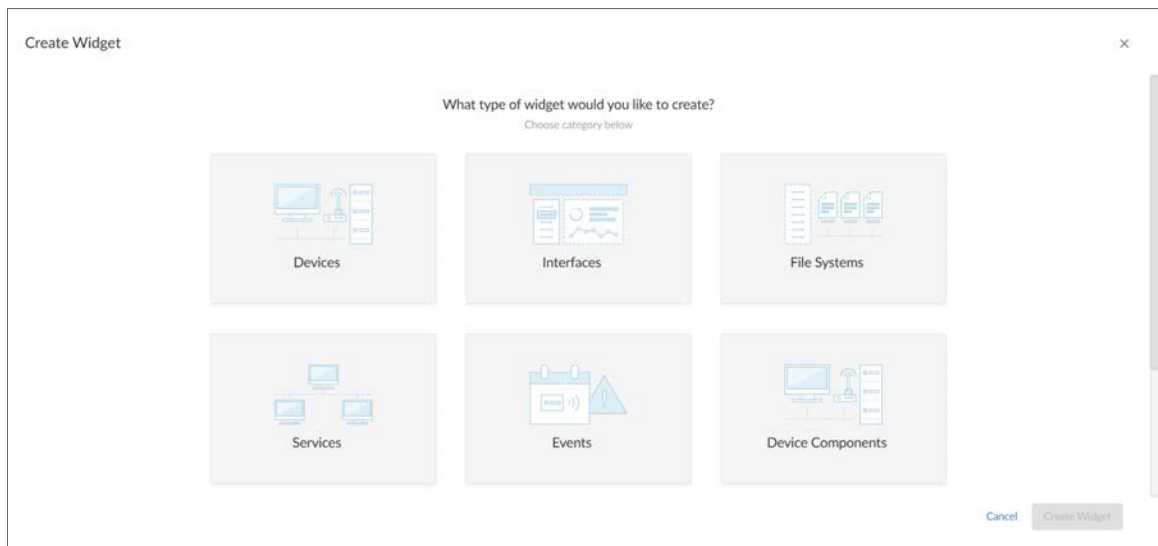 Create Widget
×
What type of widget would you like to create?
Choose category below
Devices
Interfaces
File Systems
Services
Events
Device Components
Cancel
Create Widget